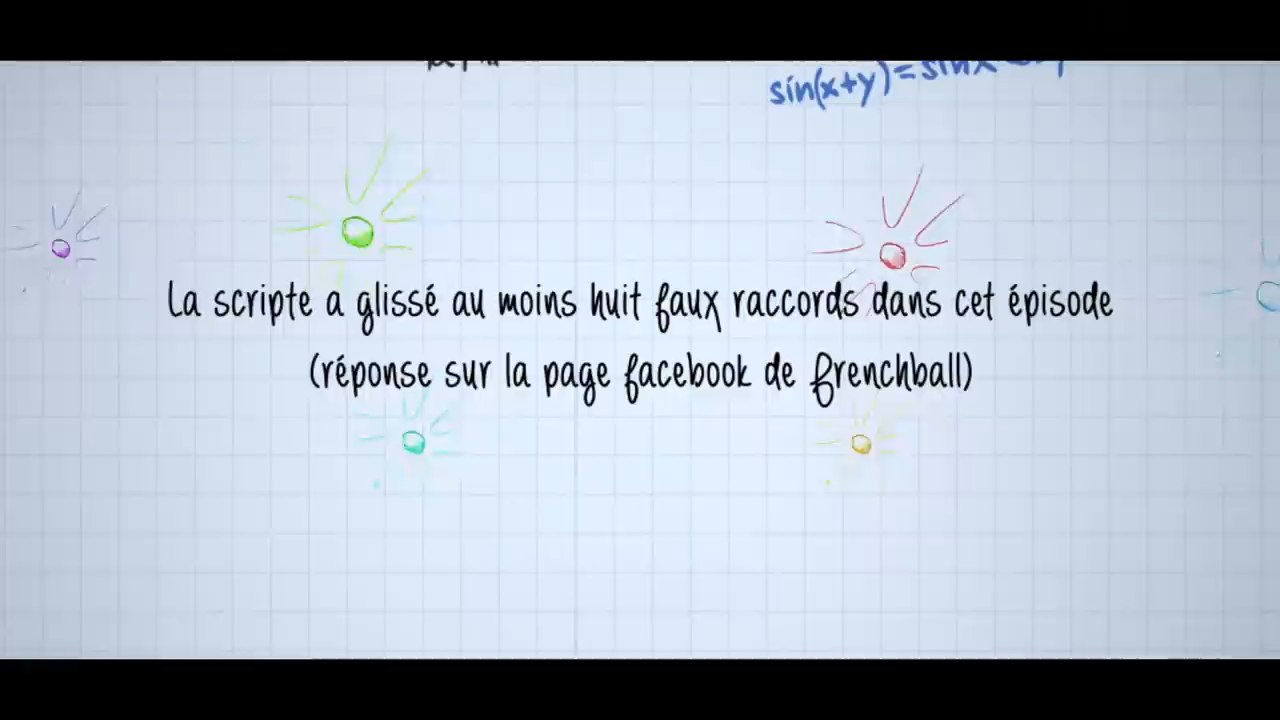 sin(x+y)=sinx
La scripte a glissé au moins huit faux raccords dans cet épisode
(réponse sur la page facebook de frenchball)